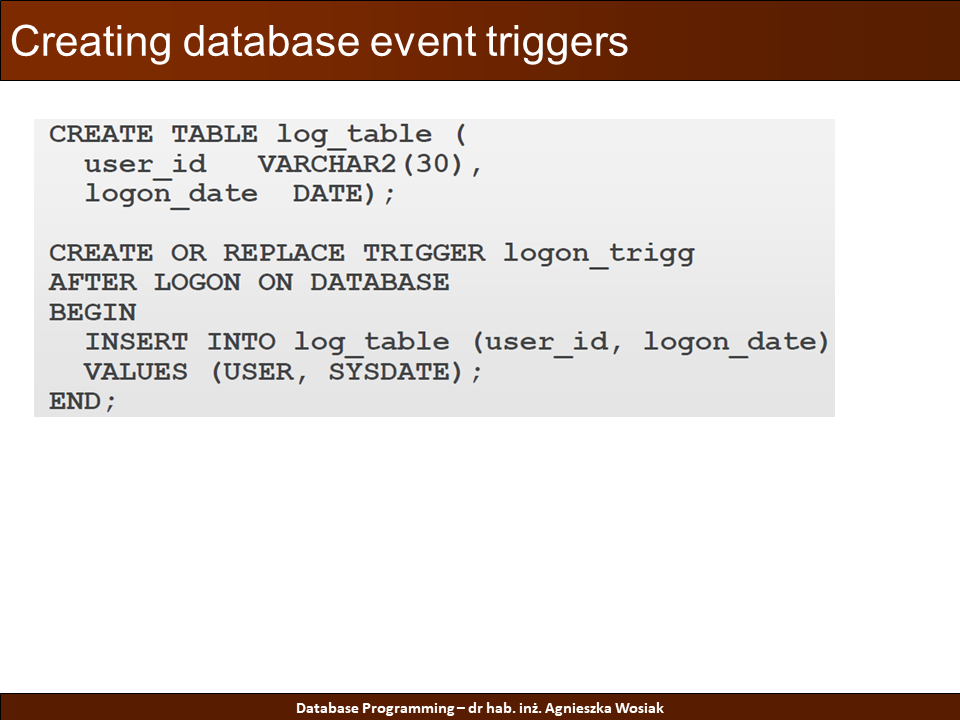 Creating database event triggers
CREATE TABLE log_table (
  user_id   VARCHAR2(30),
  logon_date  DATE);

CREATE OR REPLACE TRIGGER logon_trigg
AFTER LOGON ON DATABASE
BEGIN
  INSERT INTO log_table (user_id, logon_date)
  VALUES (USER, SYSDATE);
END;
Database Programming – dr hab. inż. Agnieszka Wosiak